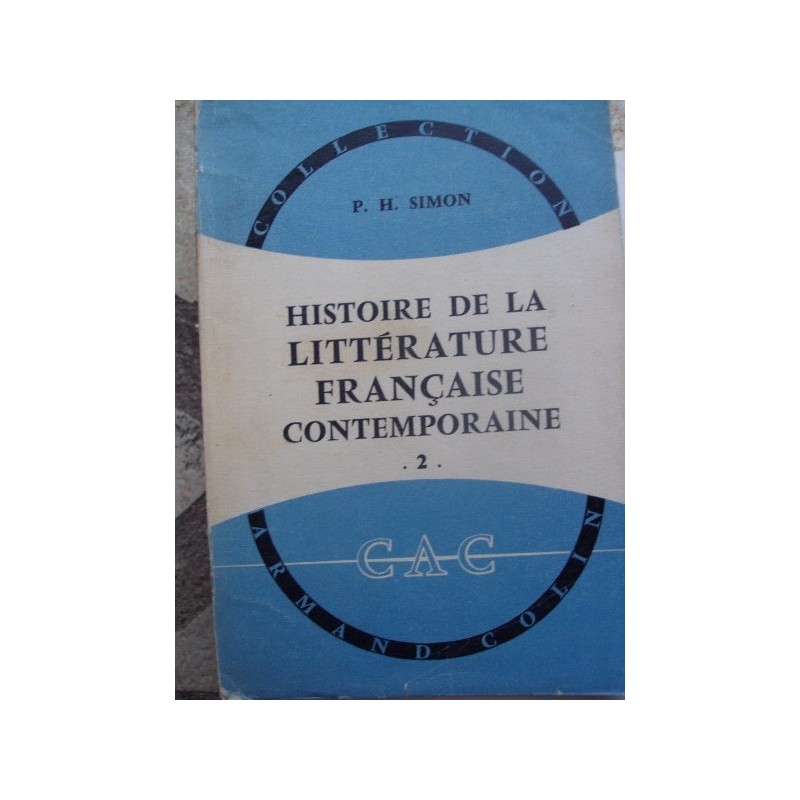 COLLECTION
P. H. SIMON
HISTOIRE DE LA
LITTÉRATURE
FRANÇAISE
CONTEMPORAINE
. 2 .
CAC
ARMAND COLIN